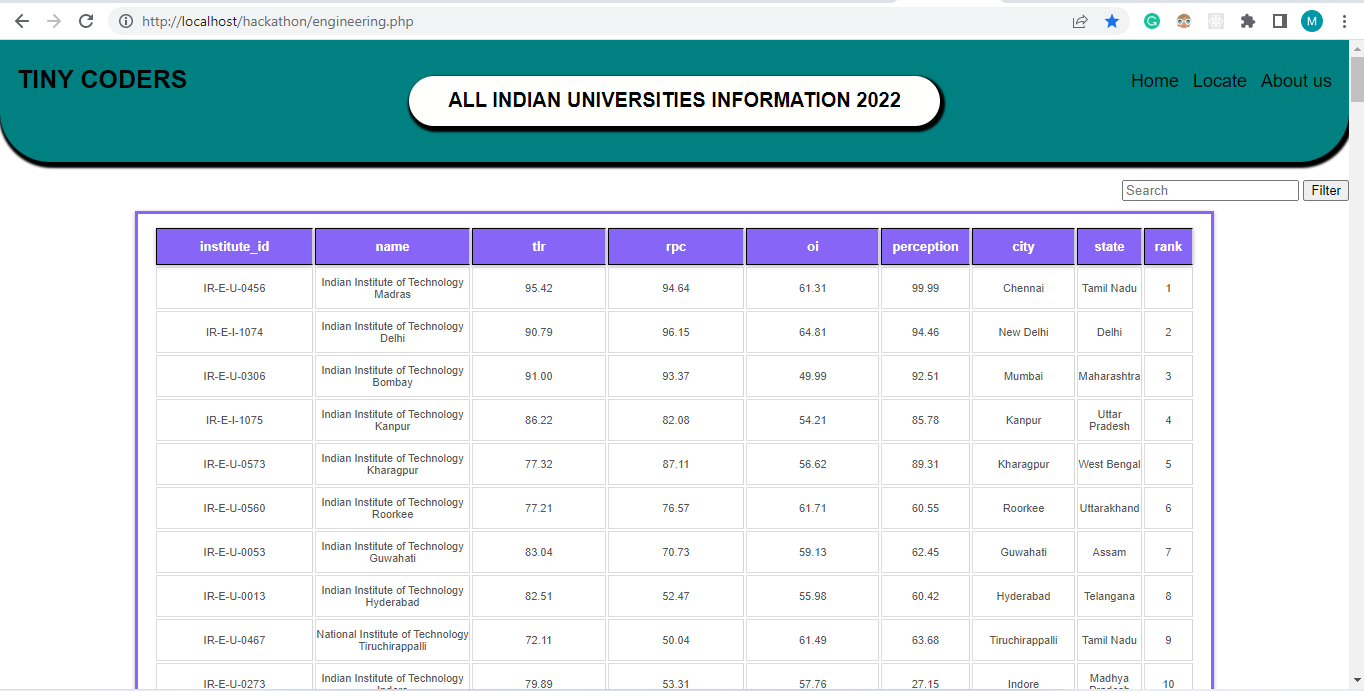 http://localhost/hackathon/engineering.php
M
TINY CODERS
ALL INDIAN UNIVERSITIES INFORMATION 2022
Home Locate About us
Search Filter
institute_id name tlr rpc oi perception city state rank
IR-E-U-0456 Indian Institute of Technology Madras 95.42 94.64 61.31 99.99 Chennai Tamil Nadu 1
IR-E-I-1074 Indian Institute of Technology Delhi 90.79 96.15 64.81 94.46 New Delhi Delhi 2
IR-E-U-0306 Indian Institute of Technology Bombay 91.00 93.37 49.99 92.51 Mumbai Maharashtra 3
IR-E-I-1075 Indian Institute of Technology Kanpur 86.22 82.08 54.21 85.78 Kanpur Uttar Pradesh 4
IR-E-U-0573 Indian Institute of Technology Kharagpur 77.32 87.11 56.62 89.31 Kharagpur West Bengal 5
IR-E-U-0560 Indian Institute of Technology Roorkee 77.21 76.57 61.71 60.55 Roorkee Uttarakhand 6
IR-E-U-0053 Indian Institute of Technology Guwahati 83.04 70.73 59.13 62.45 Guwahati Assam 7
IR-E-U-0013 Indian Institute of Technology Hyderabad 82.51 52.47 55.98 60.42 Hyderabad Telangana 8
IR-E-U-0467 National Institute of Technology Tiruchirappalli 72.11 50.04 61.49 63.68 Tiruchirappalli Tamil Nadu 9
IR-E-U-0273 Indian Institute of Technology Indore 79.89 53.31 57.76 27.15 Indore Madhya Pradesh 10